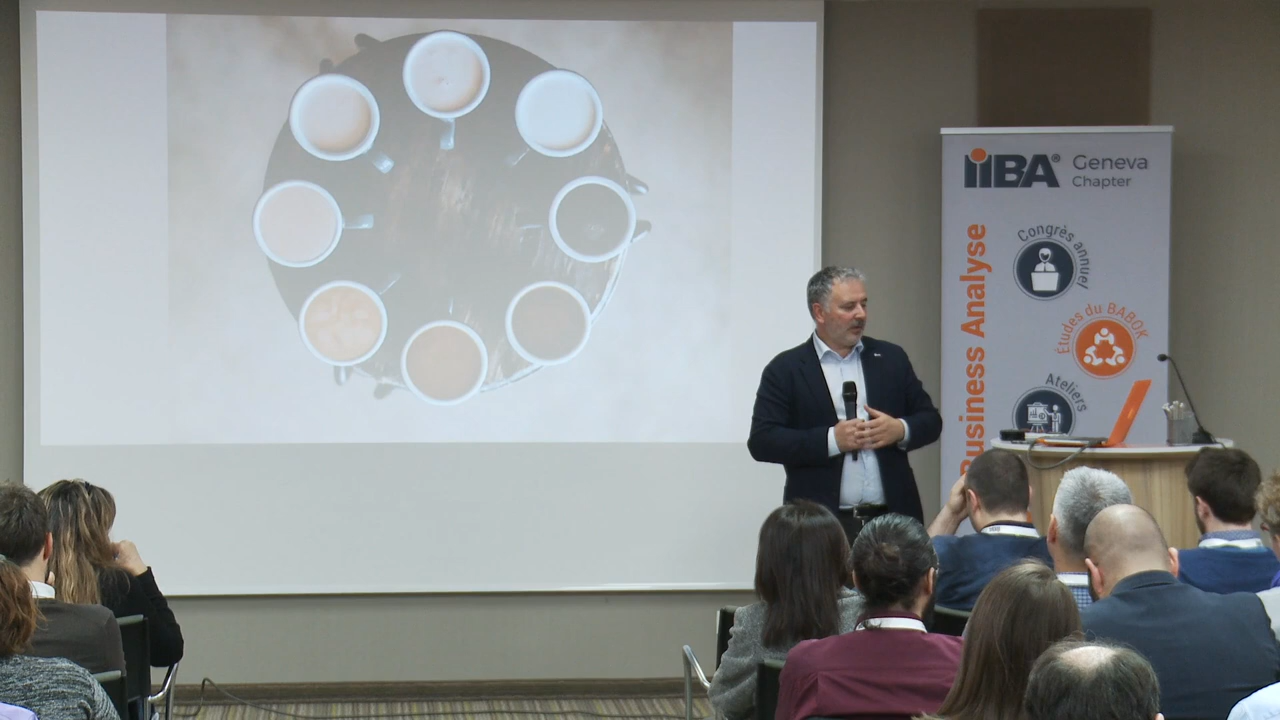 iiBA® Geneva
Chapter
Business Analyse
Congrès annuel
Études du BABOK
Ateliers